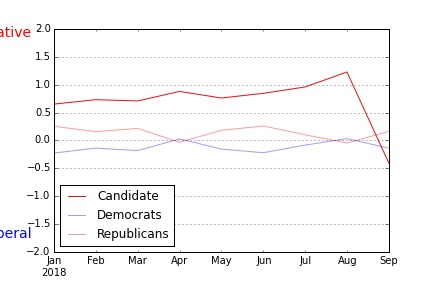 2.0
ative
1.5
1.0
0.5
0.0
−0.5
−1.0
Candidate
Democrats
Republicans
−1.5
beral
−2.0
Jan Feb Mar Apr May Jun Jul Aug Sep
2018